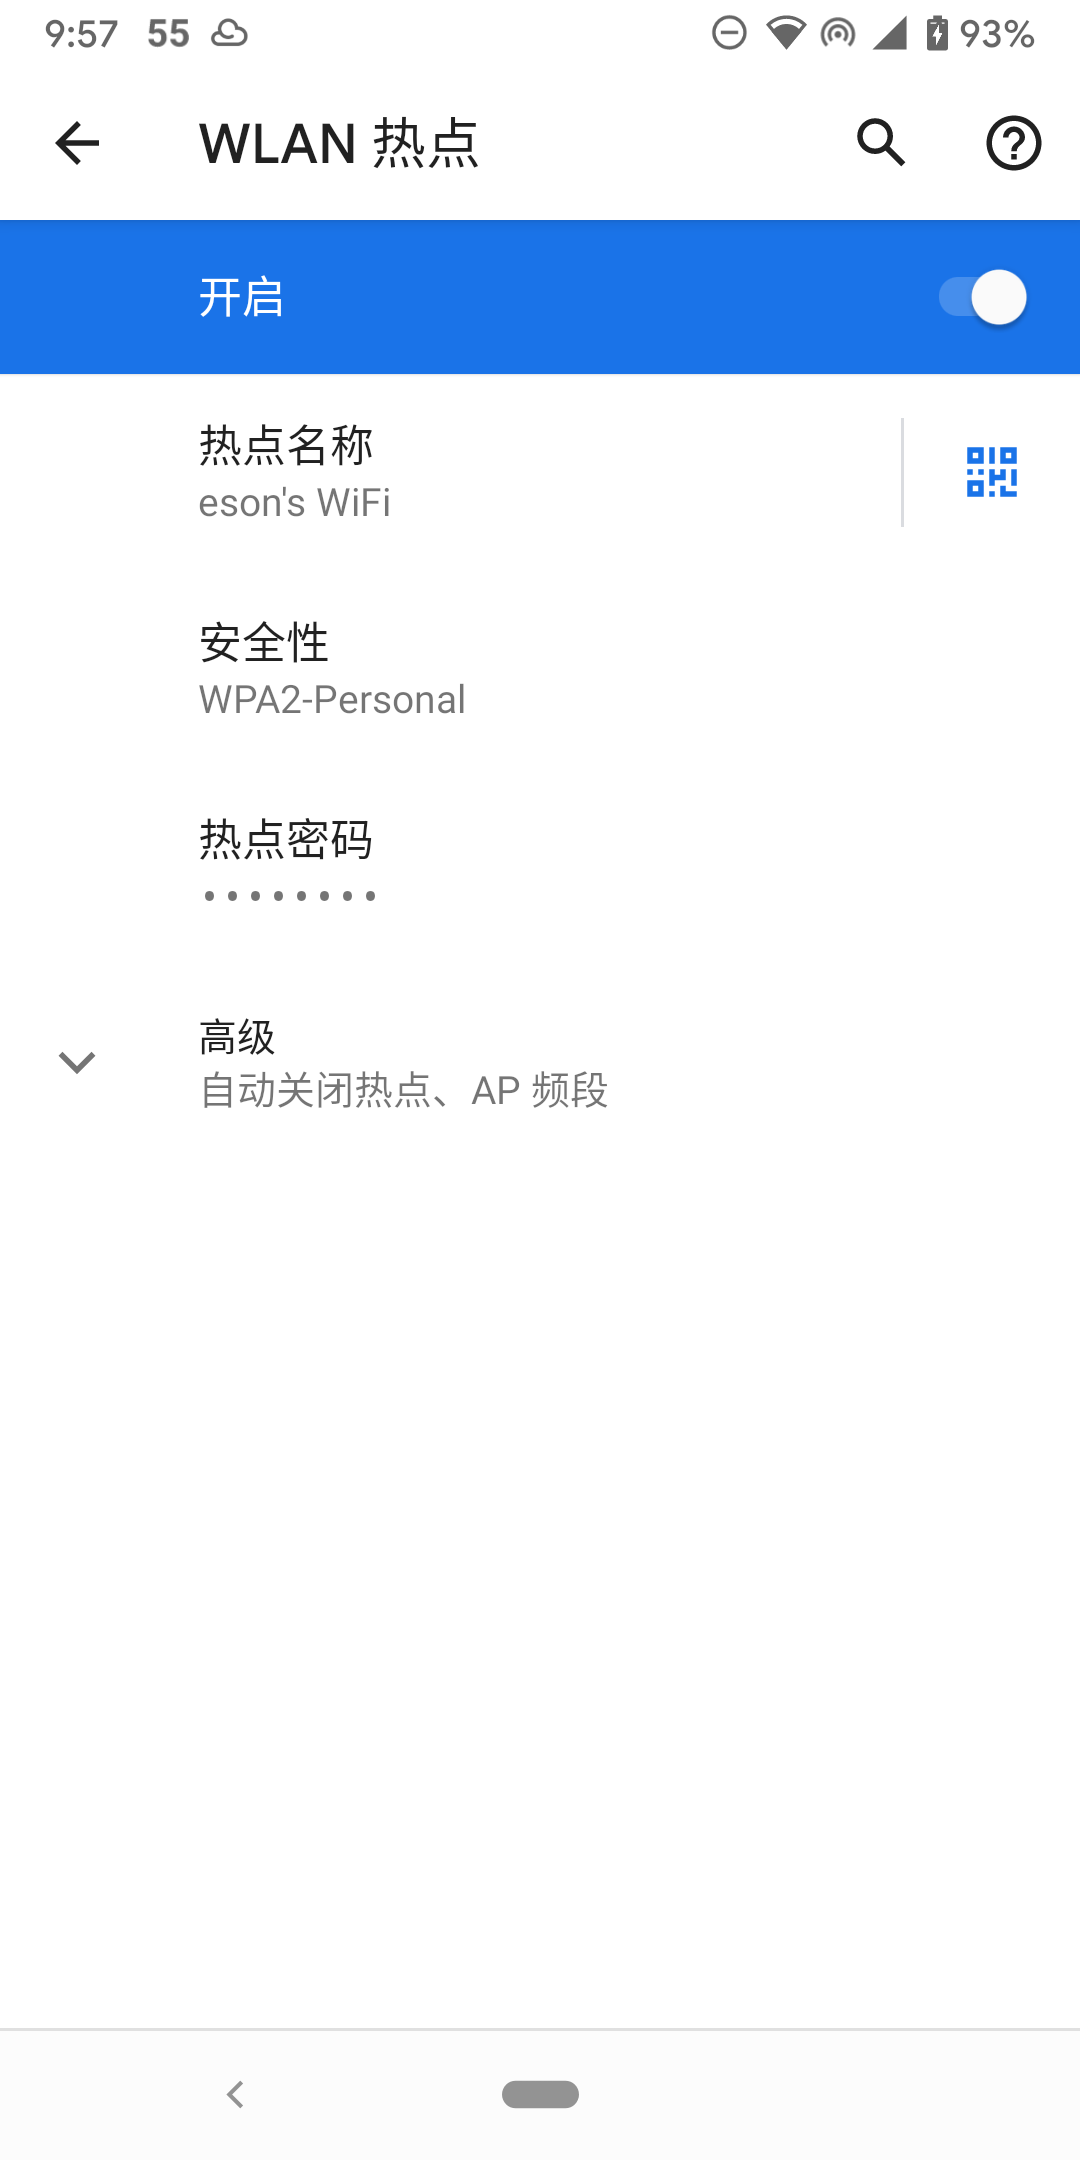 9:57 55 93%
WLAN 热点
开启
热点名称
eson's WiFi
安全性
WPA2-Personal
热点密码
••••••••
高级
自动关闭热点、AP 频段